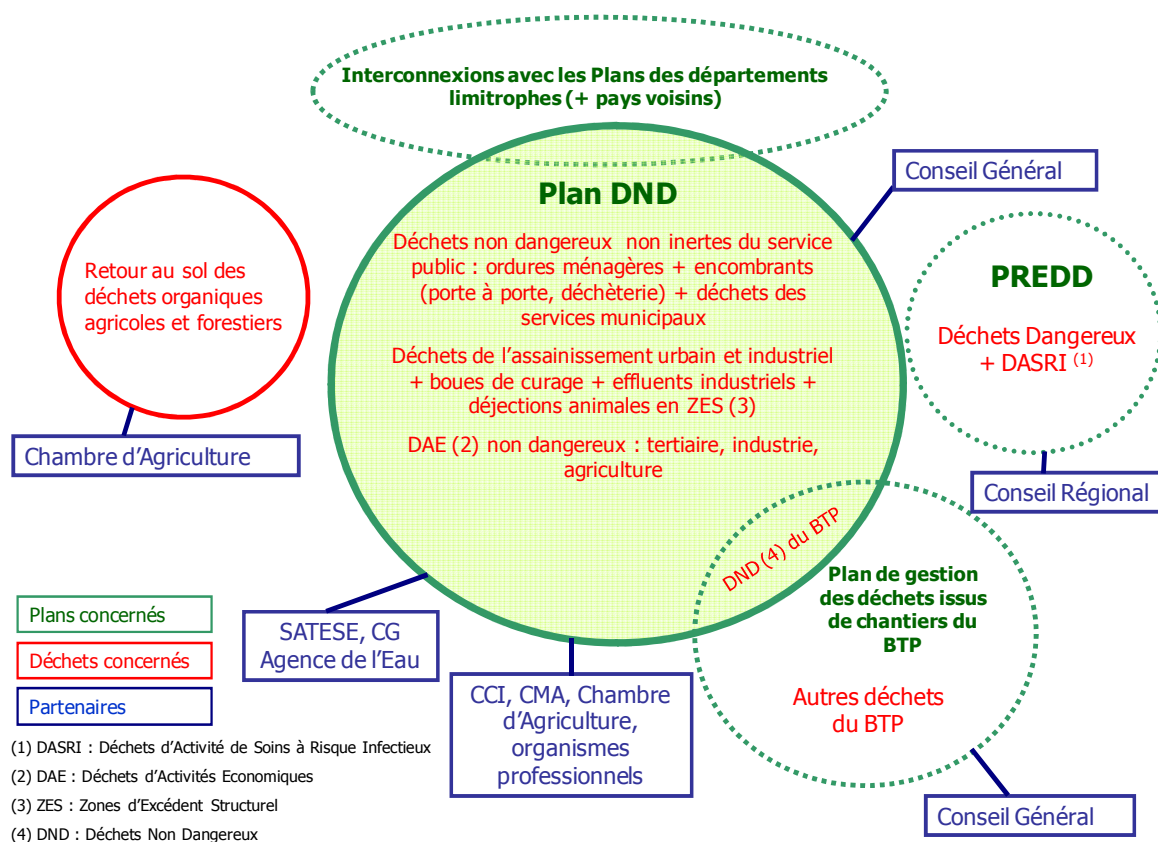 Interconnexions avec les Plans des départements
limitrophes (+ pays voisins)
Conseil Général
Plan DND
Déchets non dangereux non inertes du service
public : ordures ménagères + encombrants
(porte à porte, déchèterie) + déchets des
services municipaux
Déchets de l'assainissement urbain et industriel
+ boues de curage + effluents industriels +
déjections animales en ZES (3)
DAE (2) non dangereux : tertiaire, industrie,
agriculture
Retour au sol des
déchets organiques
agricoles et forestiers
Chambre d'Agriculture
PREDD
Déchets Dangereux
+ DASRI (1)
Conseil Régional
DND (4) du BTP
Plan de gestion
des déchets issus
de chantiers du
BTP
Autres déchets
du BTP
Conseil Général
SATESE, CG
Agence de l'Eau
CCI, CMA, Chambre
d'Agriculture,
organismes
professionnels
Plans concernés
Déchets concernés
Partenaires
(1) DASRI : Déchets d'Activité de Soins à Risque Infectieux
(2) DAE : Déchets d'Activités Economiques
(3) ZES : Zones d'Excédent Structurel
(4) DND : Déchets Non Dangereux